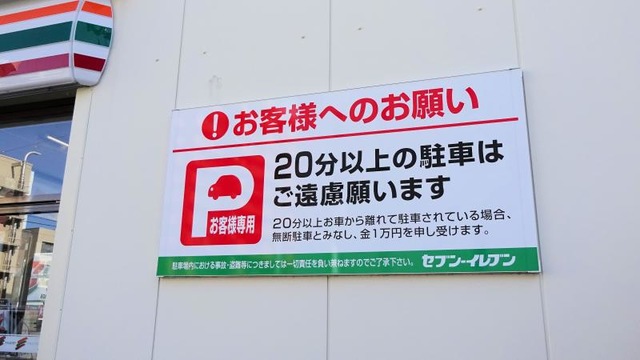 !お客様へのお願い
P
お客様専用
20分以上の駐車は
ご遠慮願います
20分以上お車から離れて駐車されている場合、
無断駐車とみなし、金1万円を申し受けます。
駐車場内における事故・盗難等につきましては一切責任を負い兼ねますのでご了承下さい。
セブン-イレブン